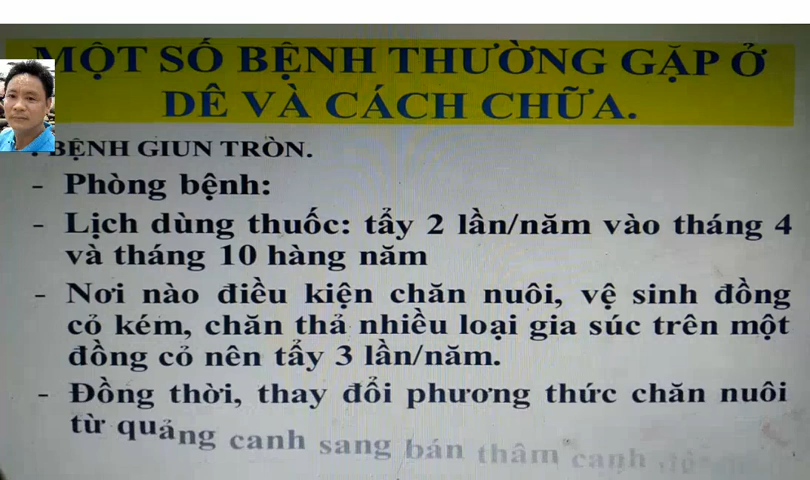 MỘT SỐ BỆNH THƯỜNG GẶP Ở
DÊ VÀ CÁCH CHỮA.
. BỆNH GIUN TRÒN.
- Phòng bệnh:
- Lịch dùng thuốc: tẩy 2 lần/năm vào tháng 4
và tháng 10 hàng năm
- Nơi nào điều kiện chăn nuôi, vệ sinh đồng
cỏ kém, chăn thả nhiều loại gia súc trên một
đồng cỏ nên tẩy 3 lần/năm.
- Đồng thời, thay đổi phương thức chăn nuôi
từ quảng canh sang bán thâm canh